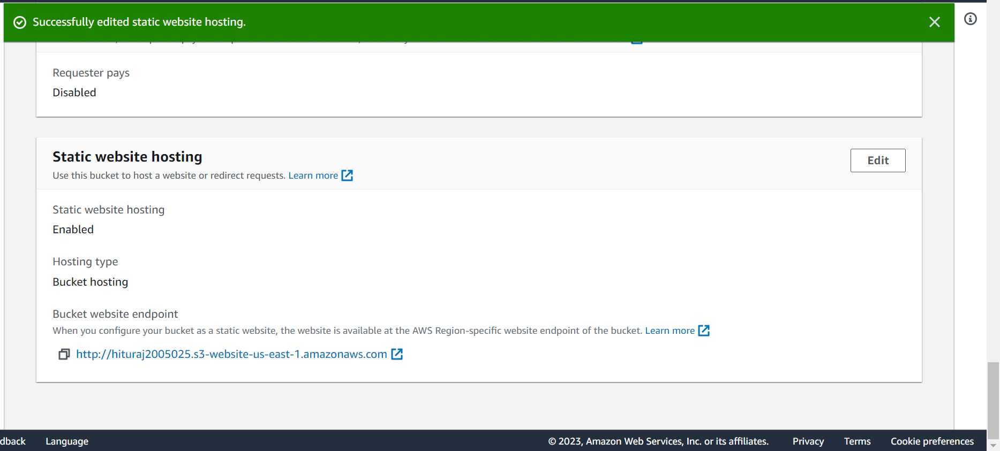 Successfully edited static website hosting.
Requester pays
Disabled
Static website hosting
Edit
Use this bucket to host a website or redirect requests. Learn more
Static website hosting
Enabled
Hosting type
Bucket hosting
Bucket website endpoint
When you configure your bucket as a static website, the website is available at the AWS Region-specific website endpoint of the bucket. Learn more
http://hituraj2005025.s3-website-us-east-1.amazonaws.com
dback Language © 2023, Amazon Web Services, Inc. or its affiliates. Privacy Terms Cookie preferences